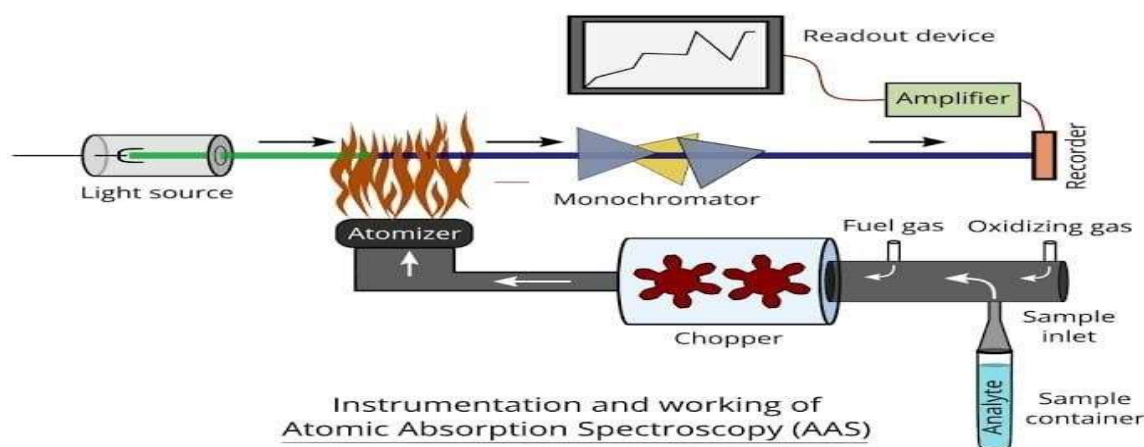 Readout device
Amplifier
Recorder
Light source
Monochromator
Atomizer
Fuel gas
Oxidizing gas
Chopper
Sample
inlet
Analyte
Sample
container
Instrumentation and working of
Atomic Absorption Spectroscopy (AAS)